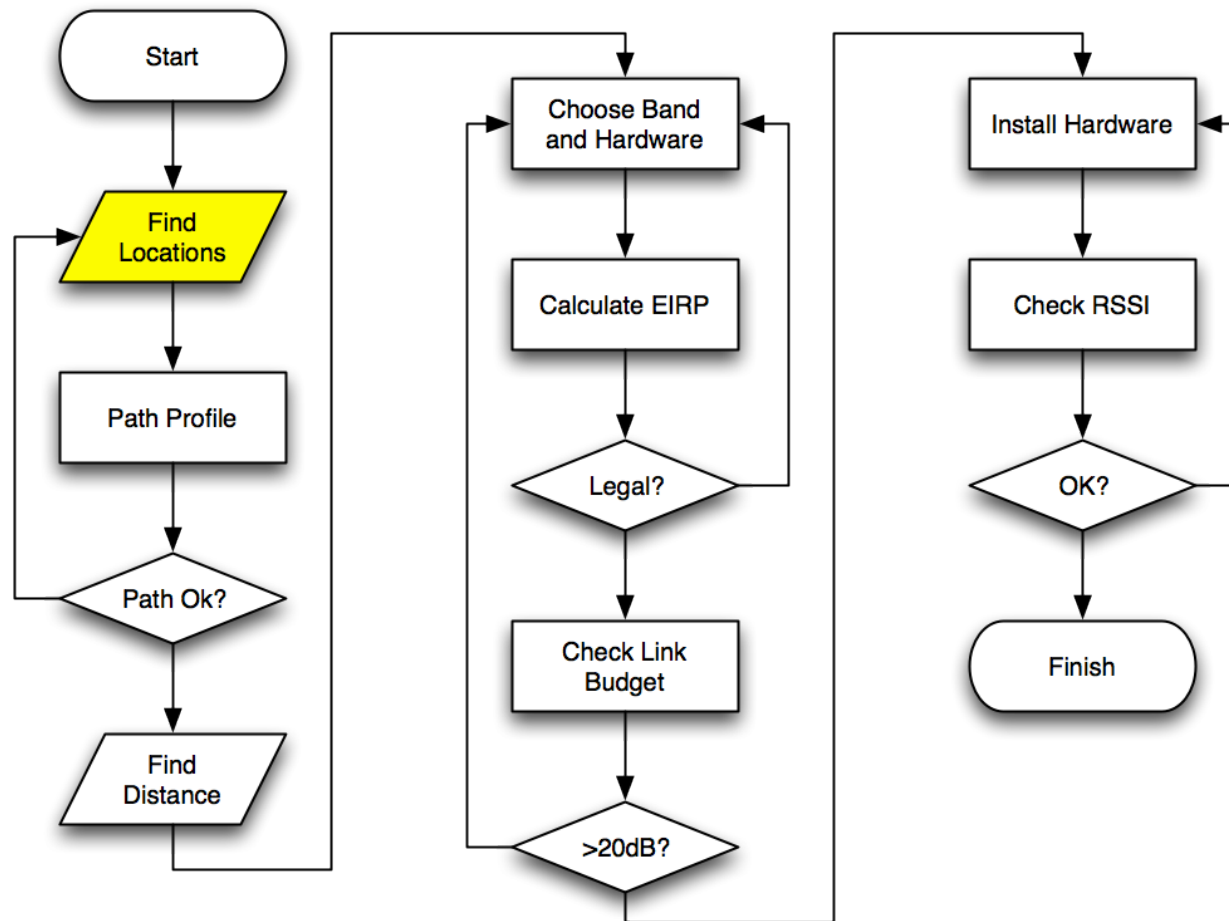 Start
Find
Locations
Path Profile
Path Ok?
Find
Distance
Choose Band
and Hardware
Calculate EIRP
Legal?
Check Link
Budget
>20dB?
Install Hardware
Check RSSI
OK?
Finish